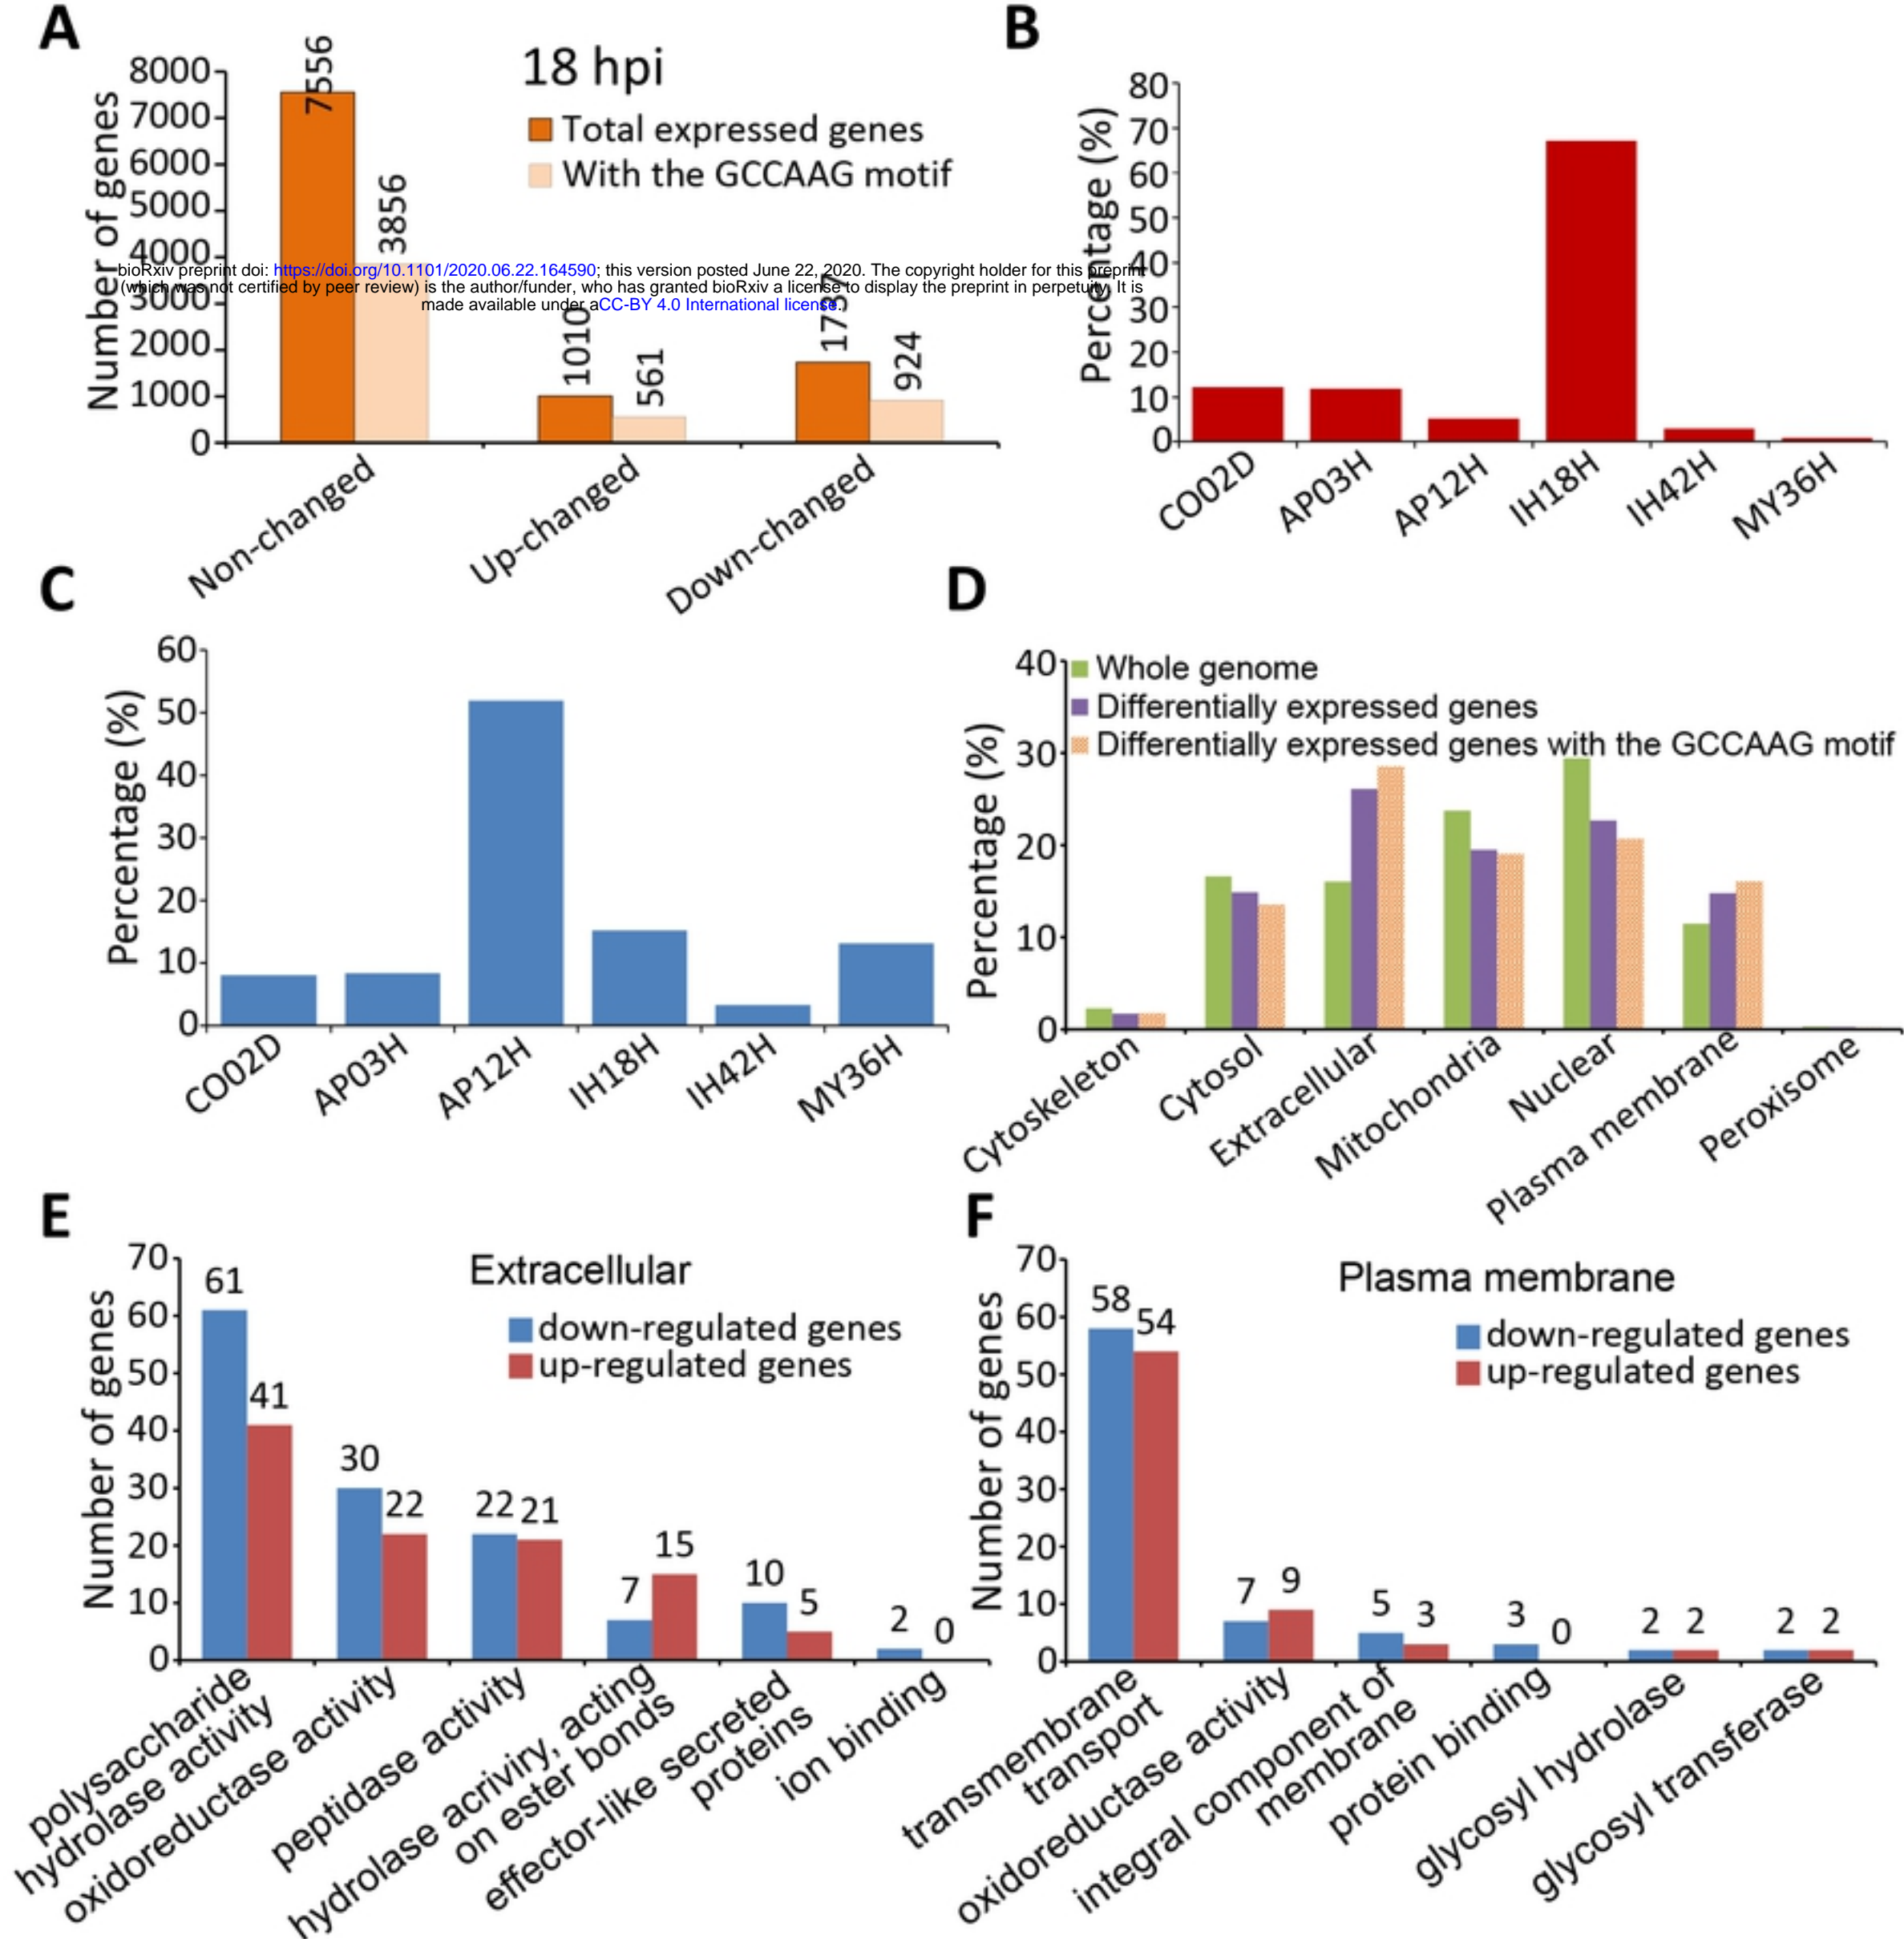 A
8000
7000
6000
5000
4000
3000
2000
1000
0
Number of genes
18 hpi
Total expressed genes
With the GCCAAG motif
7556
3856
1010
561
1737
924
Non-changed
Up-changed
Down-changed
bioRxiv preprint doi: https://doi.org/10.1101/2020.06.22.164590; this version posted June 22, 2020. The copyright holder for this preprint
(which was not certified by peer review) is the author/funder, who has granted bioRxiv a license to display the preprint in perpetuity. It is
made available under aCC-BY 4.0 International license.
B
80
70
60
50
40
30
20
10
0
Percentage (%)
CO02D
AP03H
AP12H
IH18H
IH42H
MY36H
C
60
50
40
30
20
10
0
Percentage (%)
CO02D
AP03H
AP12H
IH18H
IH42H
MY36H
D
40
30
20
10
0
Percentage (%)
Whole genome
Differentially expressed genes
Differentially expressed genes with the GCCAAG motif
Cytoskeleton
Cytosol
Extracellular
Mitochondria
Nuclear
Plasma membrane
Peroxisome
E
70
60
50
40
30
20
10
0
Number of genes
Extracellular
down-regulated genes
up-regulated genes
61
41
30
22
22
21
7
15
10
5
2
0
polysaccharide
hydrolase activity
oxidoreductase activity
peptidase activity
hydrolase acriviry, acting
on ester bonds
effector-like secreted
proteins
ion binding
F
70
60
50
40
30
20
10
0
Number of genes
Plasma membrane
down-regulated genes
up-regulated genes
58
54
7
9
5
3
3
0
2
2
2
2
transmembrane
transport
oxidoreductase activity
integral component of
membrane
protein binding
glycosyl hydrolase
glycosyl transferase